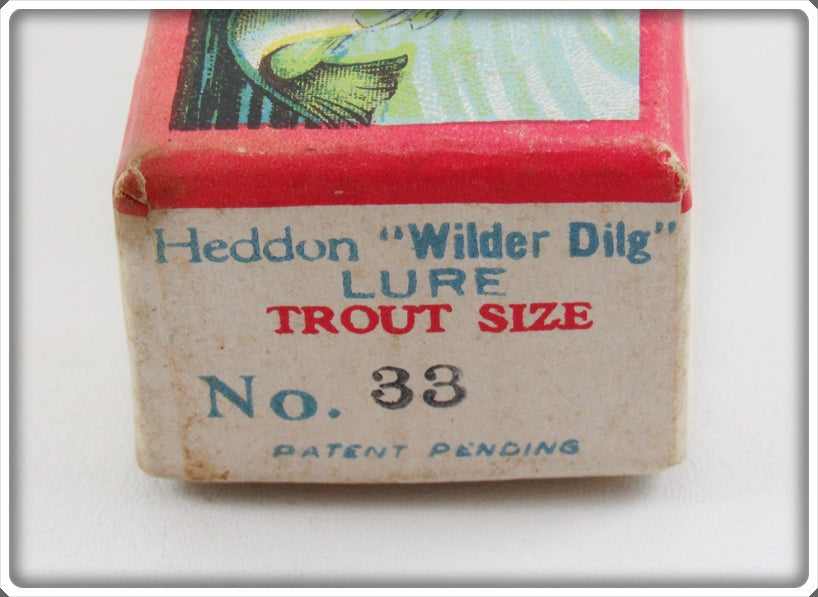 Heddon "Wilder Dilg"
LURE
TROUT SIZE
No. 33
PATENT PENDING